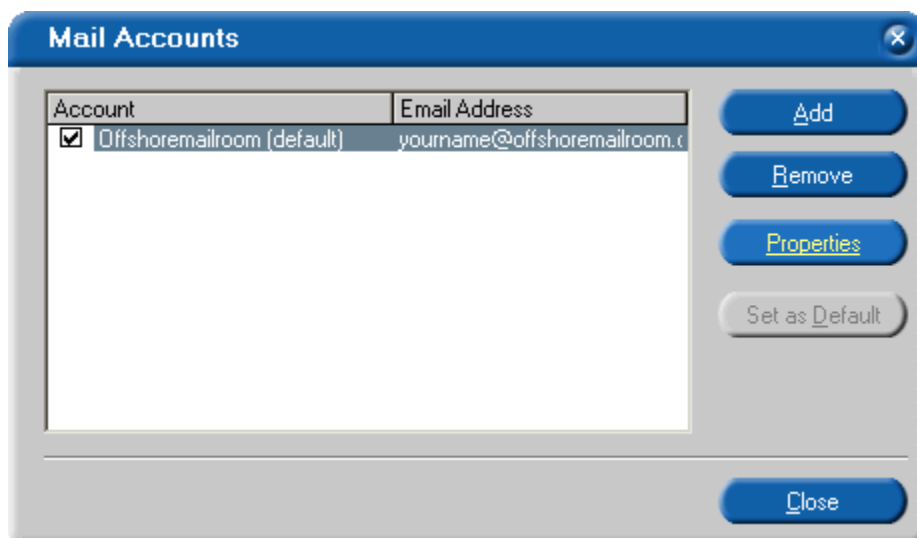 Mail Accounts
Account Email Address
Offshoremailroom (default) yourname@offshoremailroom.c
Add
Remove
Properties
Set as Default
Close